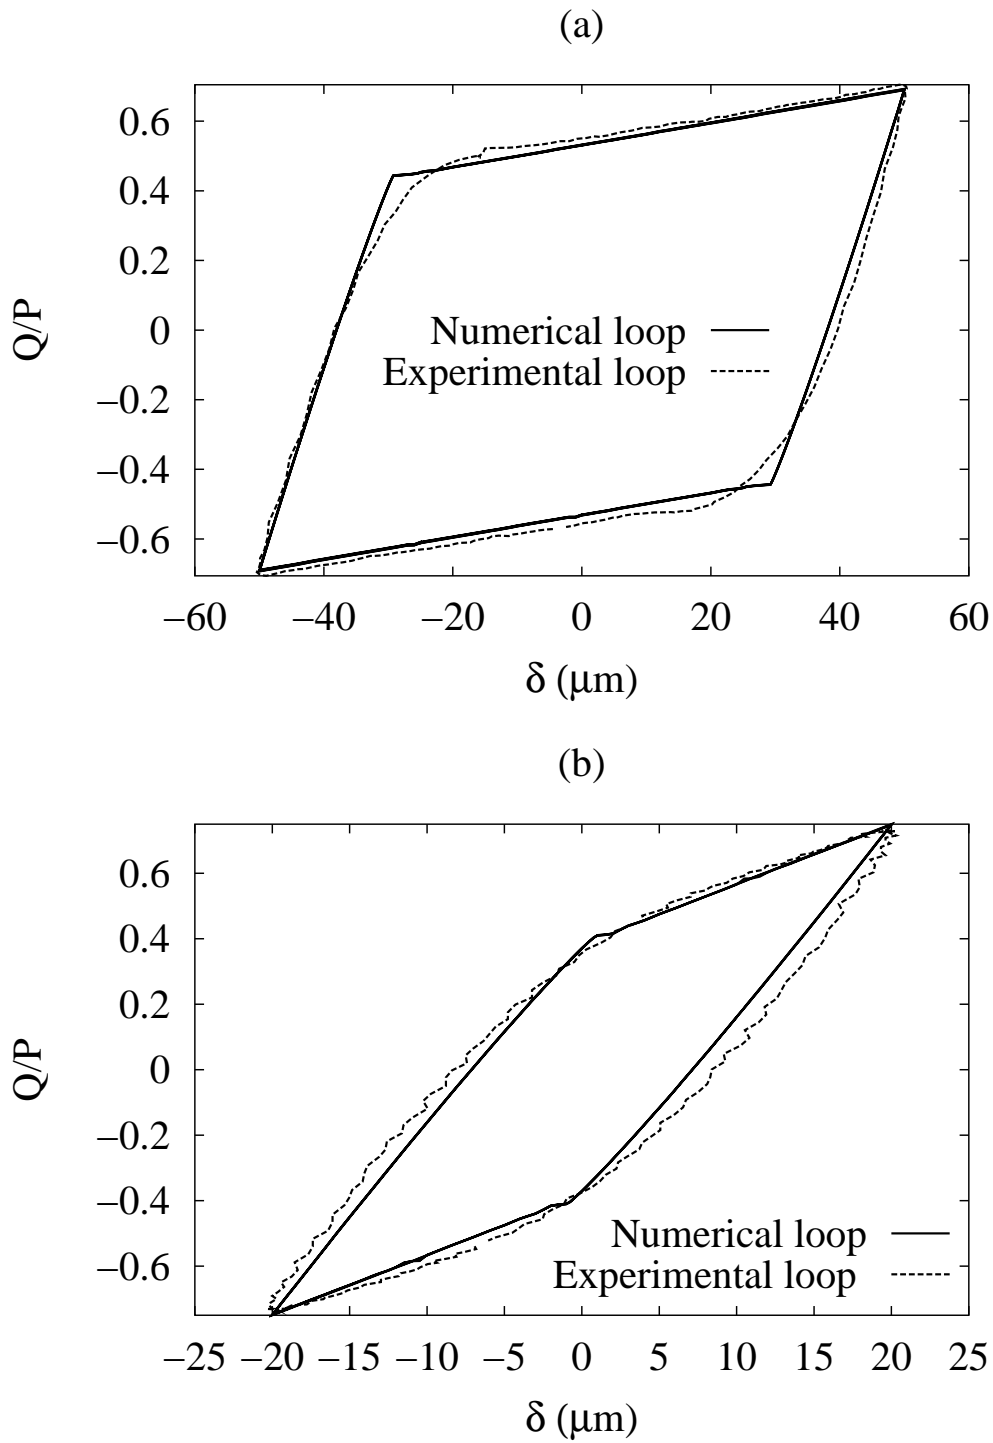 (a)
0.6
0.4
0.2
0
−0.2
−0.4
−0.6
Q/P
Numerical loop
Experimental loop
−60 −40 −20 0 20 40 60
δ (μm)
(b)
0.6
0.4
0.2
0
−0.2
−0.4
−0.6
Q/P
Numerical loop
Experimental loop
−25 −20 −15 −10 −5 0 5 10 15 20 25
δ (μm)